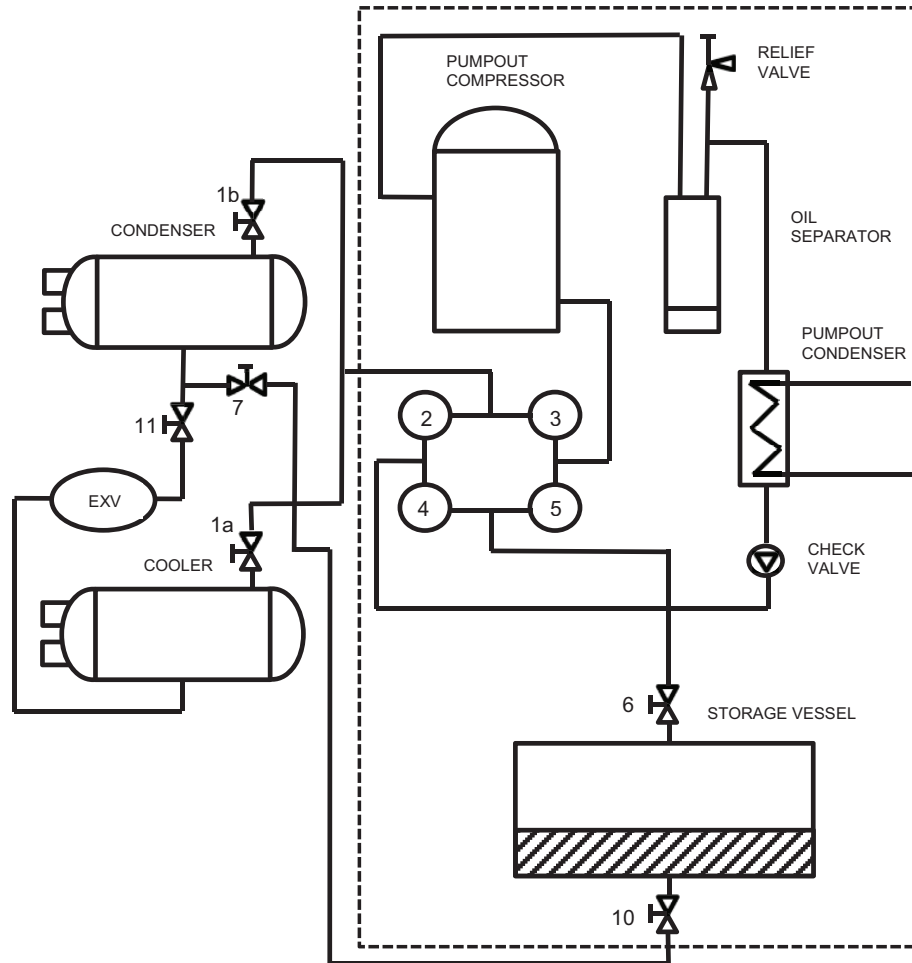 PUMPOUT
COMPRESSOR
RELIEF
VALVE
1b
CONDENSER
OIL
SEPARATOR
PUMPOUT
CONDENSER
7
11
2
3
EXV
4
5
1a
COOLER
CHECK
VALVE
6
STORAGE VESSEL
10